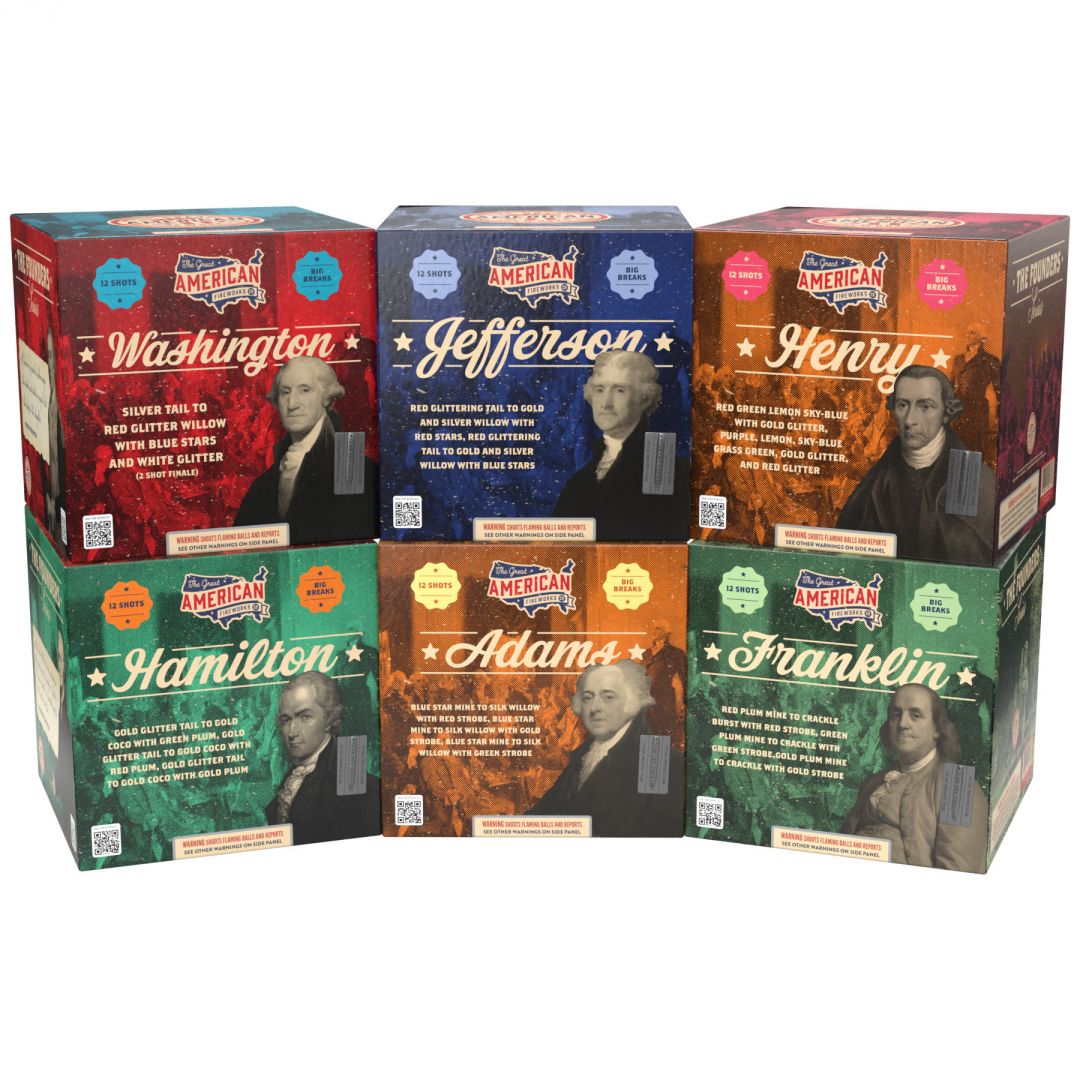 AMERICAN
12 SHOTS
The Great
AMERICAN
FIREWORKS
BIG
BREAKS
Washington
SILVER TAIL TO
RED GLITTER WILLOW
WITH BLUE STARS
AND WHITE GLITTER
(2 SHOT FINALE)
WARNING SHOOTS FLAMING BALLS AND REPORTS
SEE OTHER WARNINGS ON SIDE PANEL
THE FOUNDERS
Series
AMERICAN
12 SHOTS
The Great
AMERICAN
FIREWORKS
BIG
BREAKS
Jefferson
RED GLITTERING TAIL TO GOLD
AND SILVER WILLOW WITH
RED STARS, RED GLITTERING
TAIL TO GOLD AND SILVER
WILLOW WITH BLUE STARS
WARNING SHOOTS FLAMING BALLS AND REPORTS
SEE OTHER WARNINGS ON SIDE PANEL
AMERICAN
12 SHOTS
The Great
AMERICAN
FIREWORKS
BIG
BREAKS
Henry
RED GREEN LEMON SKY-BLUE
WITH GOLD GLITTER,
PURPLE, LEMON, SKY-BLUE
GRASS GREEN, GOLD GLITTER,
AND RED GLITTER
WARNING SHOOTS FLAMING BALLS AND REPORTS
SEE OTHER WARNINGS ON SIDE PANEL
THE FOUNDERS
Series
12 SHOTS
The Great
AMERICAN
FIREWORKS
BIG
BREAKS
Hamilton
GOLD GLITTER TAIL TO GOLD
COCO WITH GREEN PLUM, GOLD
GLITTER TAIL TO GOLD COCO WITH
RED PLUM, GOLD GLITTER TAIL
TO GOLD COCO WITH GOLD PLUM
WARNING SHOOTS FLAMING BALLS AND REPORTS
SEE OTHER WARNINGS ON SIDE PANEL
12 SHOTS
The Great
AMERICAN
FIREWORKS
BIG
BREAKS
Adams
BLUE STAR MINE TO SILK WILLOW
WITH RED STROBE, BLUE STAR
MINE TO SILK WILLOW WITH GOLD
STROBE, BLUE STAR MINE TO SILK
WILLOW WITH GREEN STROBE
WARNING SHOOTS FLAMING BALLS AND REPORTS
SEE OTHER WARNINGS ON SIDE PANEL
12 SHOTS
The Great
AMERICAN
FIREWORKS
BIG
BREAKS
Franklin
RED PLUM MINE TO CRACKLE
BURST WITH RED STROBE, GREEN
PLUM MINE TO CRACKLE WITH
GREEN STROBE,GOLD PLUM MINE
TO CRACKLE WITH GOLD STROBE
WARNING SHOOTS FLAMING BALLS AND REPORTS
SEE OTHER WARNINGS ON SIDE PANEL
THE FOUNDERS